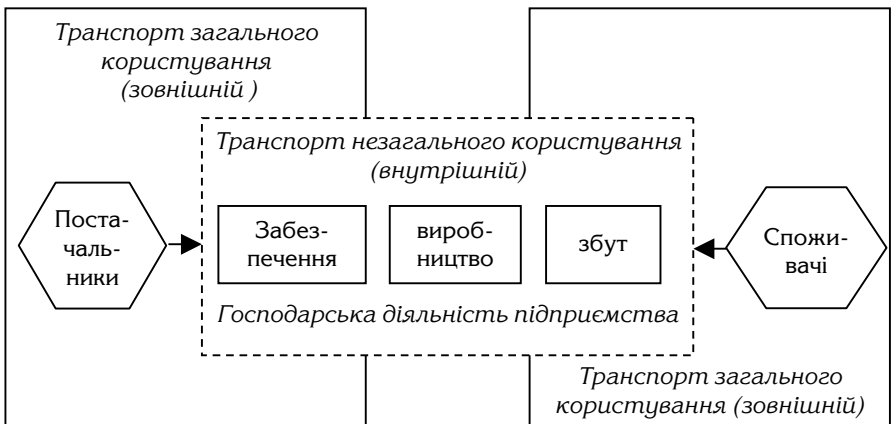 Транспорт загального
користування
(зовнішній )
Транспорт незагального користування
(внутрішній)
Поста-
чаль-
ники
Забез-
печення
вироб-
ництво
збут
Спожи-
вачі
Господарська діяльність підприємства
Транспорт загального
користування (зовнішній)